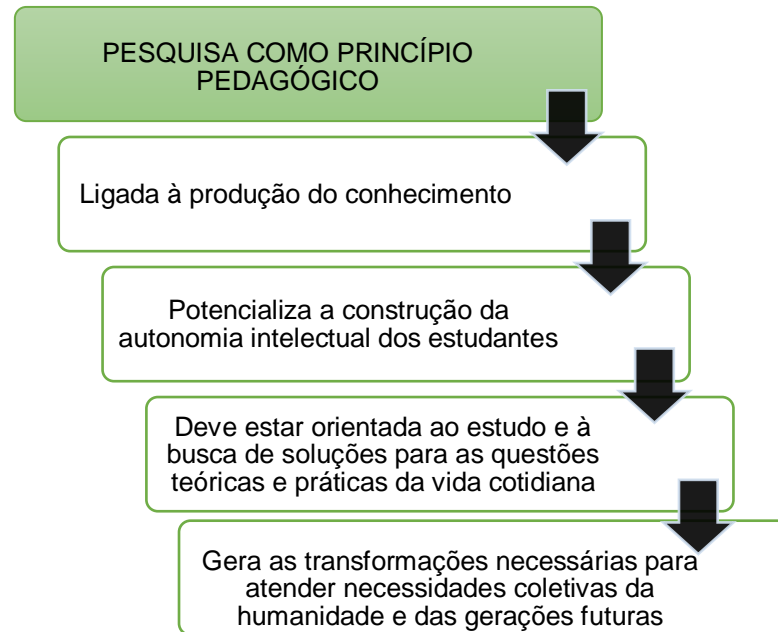 PESQUISA COMO PRINCÍPIO
PEDAGÓGICO
Ligada à produção do conhecimento
Potencializa a construção da
autonomia intelectual dos estudantes
Deve estar orientada ao estudo e à
busca de soluções para as questões
teóricas e práticas da vida cotidiana
Gera as transformações necessárias para
atender necessidades coletivas da
humanidade e das gerações futuras